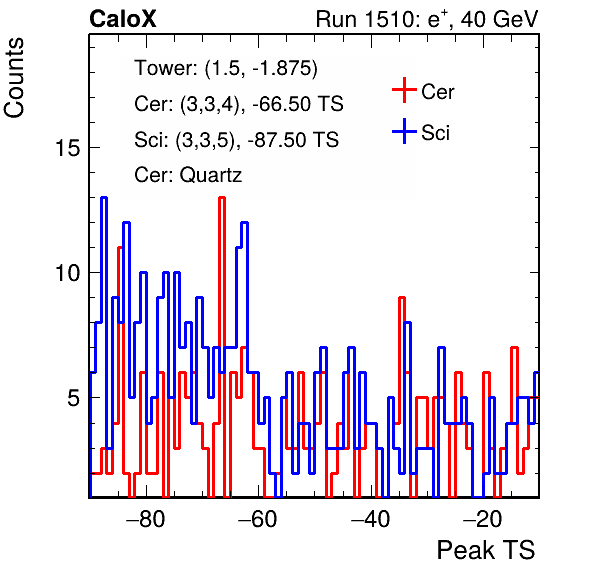 CaloX Run 1510: e⁺, 40 GeV
Counts
Tower: (1.5, -1.875)
Cer: (3,3,4), -66.50 TS
Sci: (3,3,5), -87.50 TS
Cer: Quartz
Cer
Sci
15
10
5
−80 −60 −40 −20
Peak TS